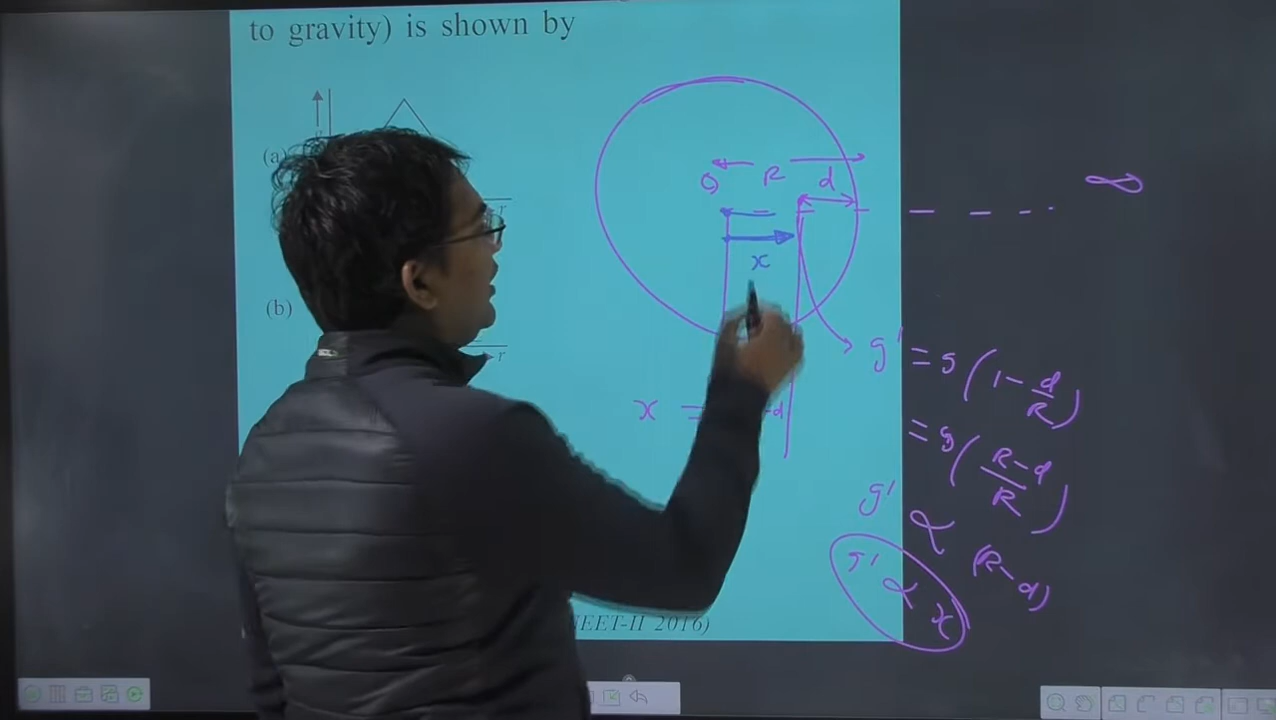 to gravity) is shown by
(a)
r
(b)
r
O
R
d
∞
x
x =
-d
g' = g (1 - d/R)
= g (R-d/R)
g' ∝ (R-d)
g' ∝ x
NEET-II 2016)